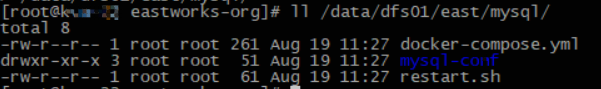 [root@k eastworks-org]# ll /data/dfs01/east/mysql/
total 8
-rw-r--r-- 1 root root 261 Aug 19 11:27 docker-compose.yml
drwxr-xr-x 3 root root 51 Aug 19 11:27 mysql-conf
-rw-r--r-- 1 root root 61 Aug 19 11:27 restart.sh